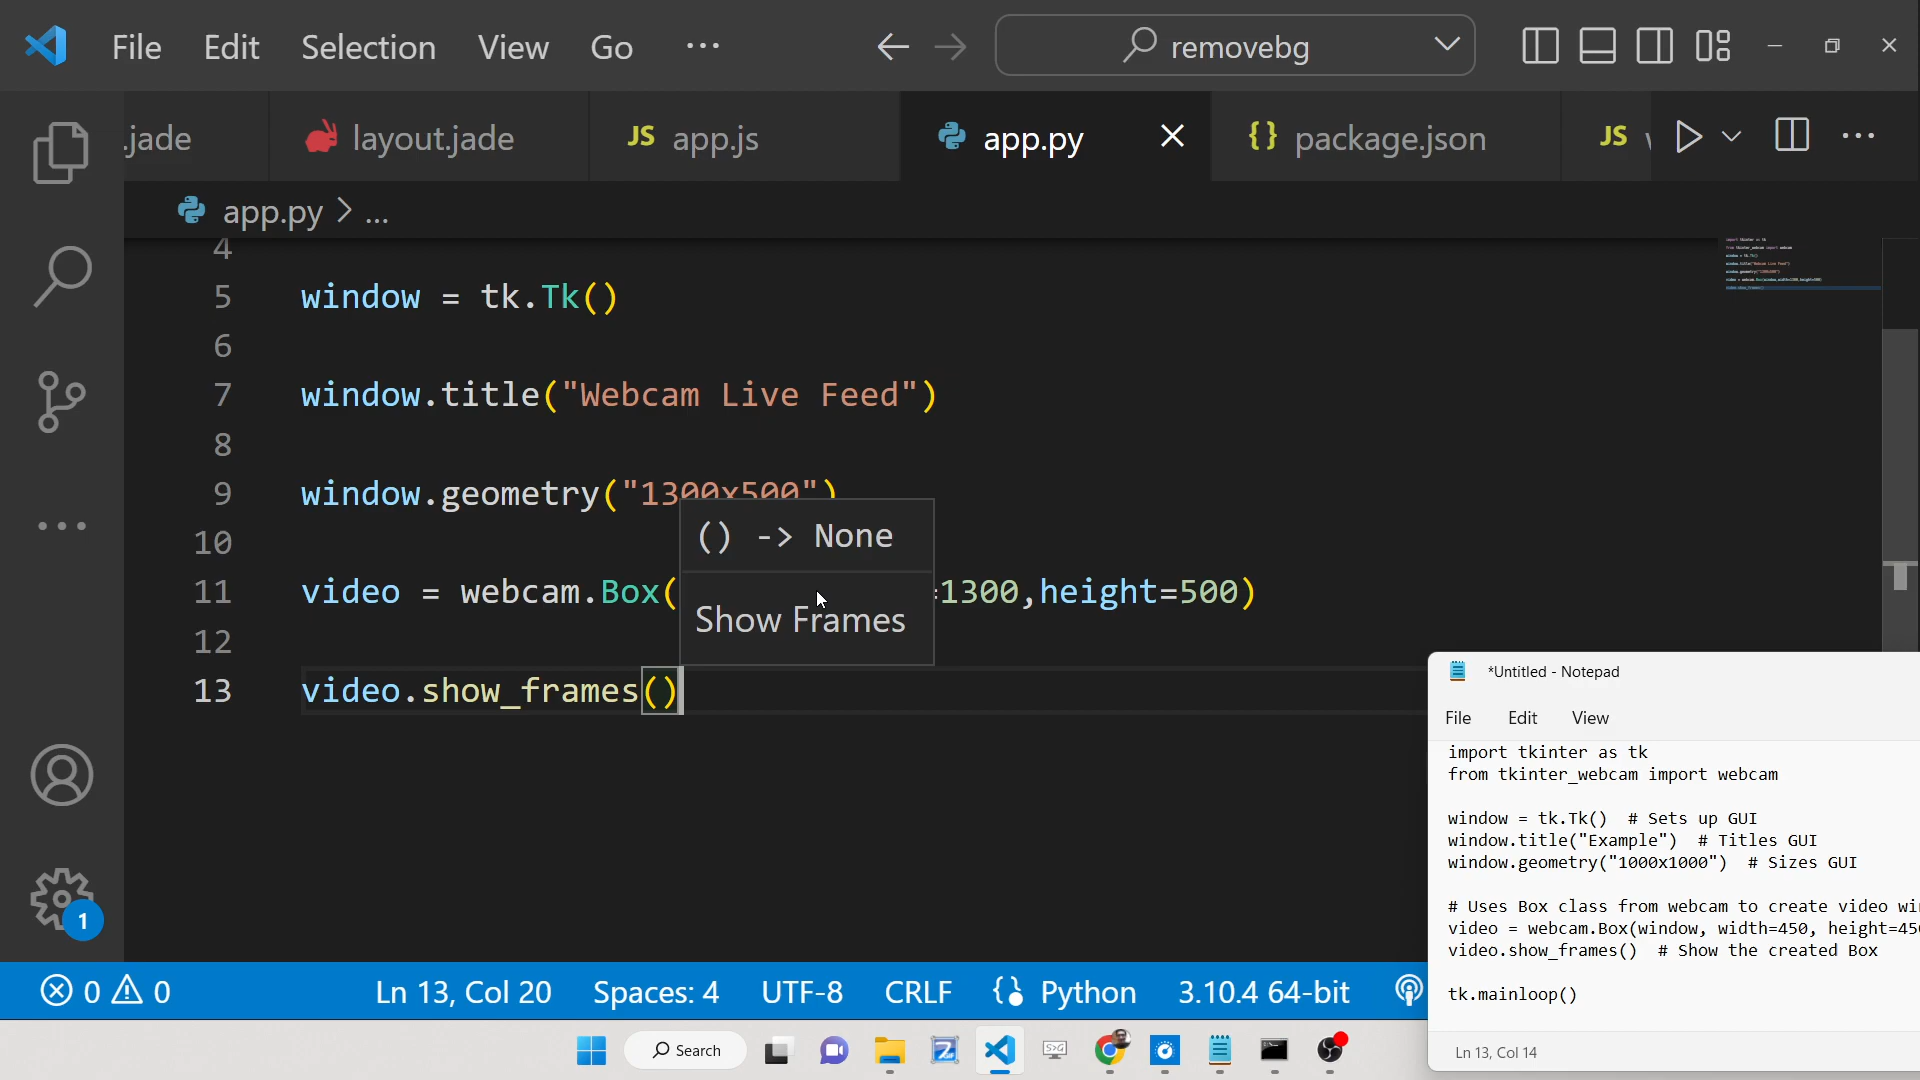 File Edit Selection View Go ...
removebg
.jade layout.jade JS app.js app.py {} package.json JS
app.py > ...
4
5 window = tk.Tk()
6
7 window.title("Webcam Live Feed")
8
9 window.geometry("1300x500")
10
() -> None
11 video = webcam.Box( =1300,height=500)
Show Frames
12
13 video.show_frames()
1
0 0 Ln 13, Col 20 Spaces: 4 UTF-8 CRLF Python 3.10.4 64-bit
Search
*Untitled - Notepad
File Edit View
import tkinter as tk
from tkinter_webcam import webcam
window = tk.Tk() # Sets up GUI
window.title("Example") # Titles GUI
window.geometry("1000x1000") # Sizes GUI
# Uses Box class from webcam to create video
video = webcam.Box(window, width=450, height=
video.show_frames() # Show the created Box
tk.mainloop()
Ln 13, Col 14